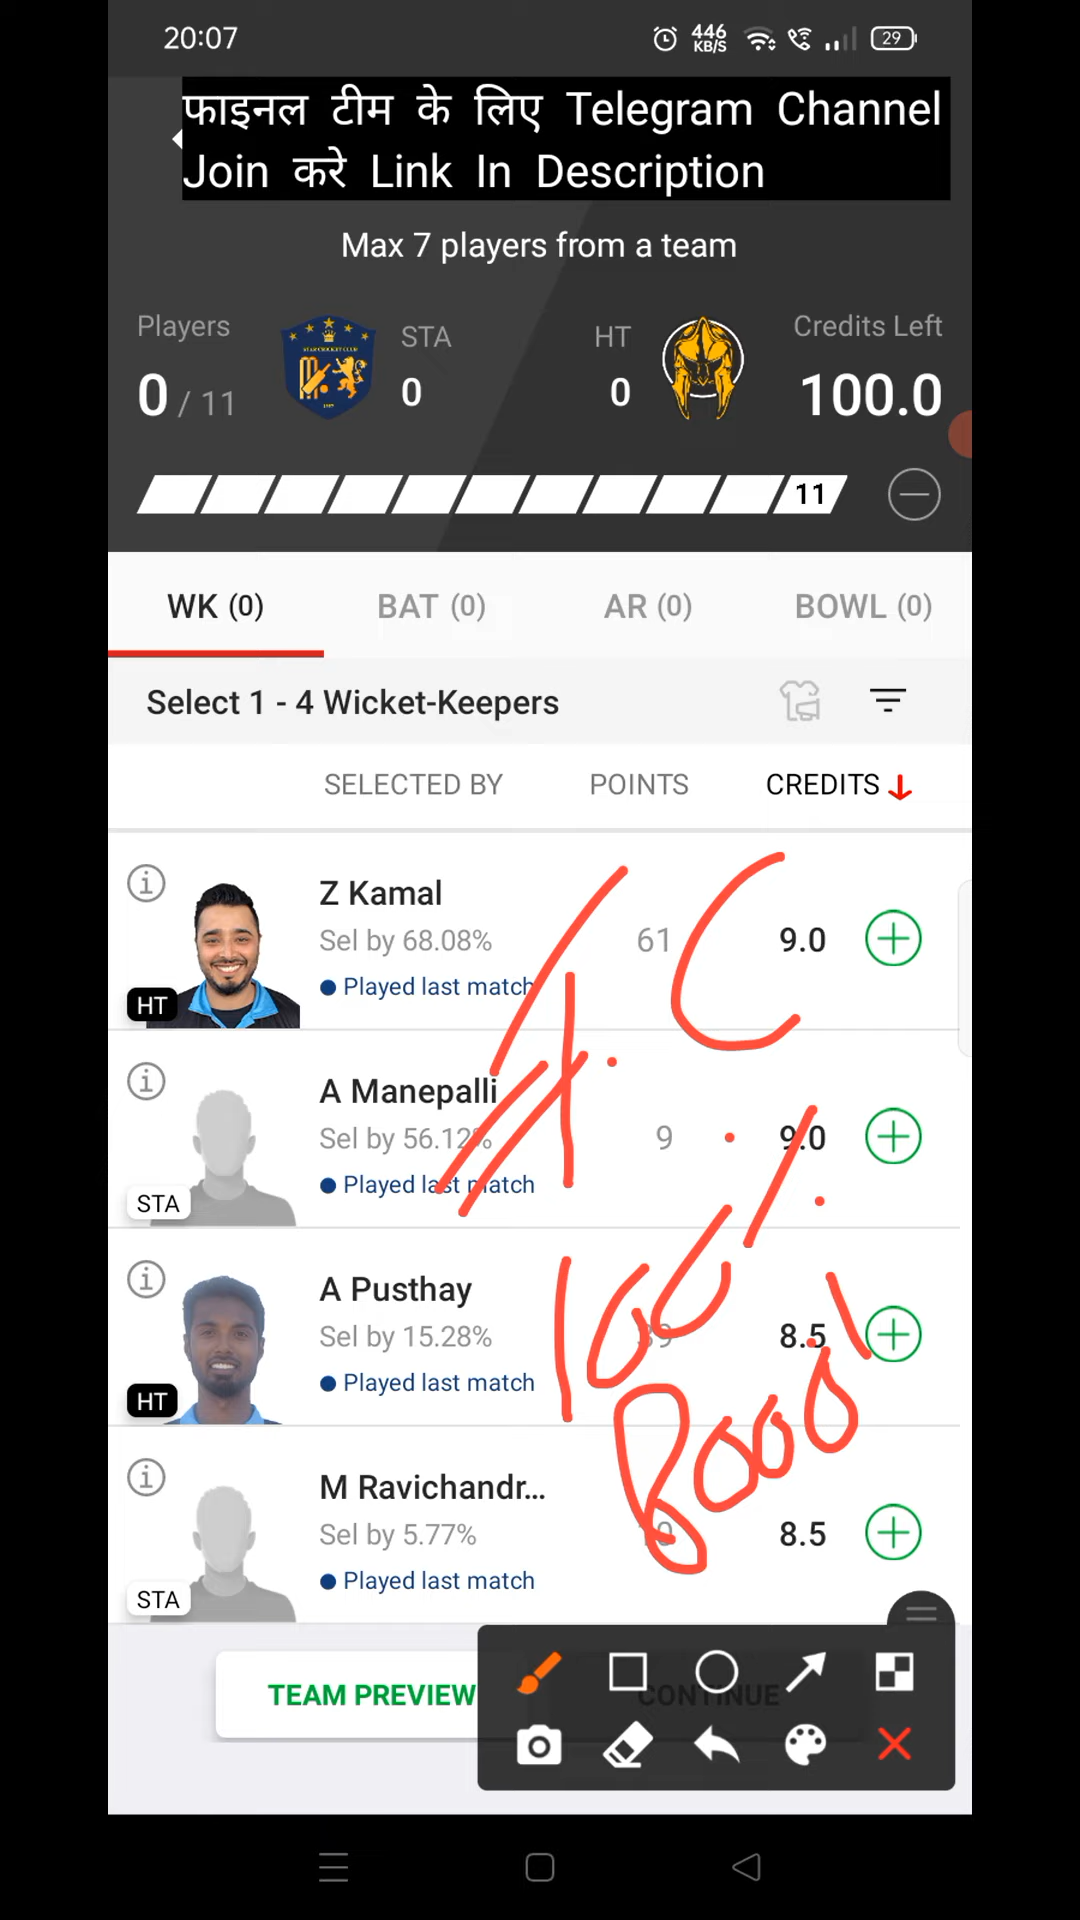 20:07 446 KB/S 29
फाइनल टीम के लिए Telegram Channel
Join करे Link In Description
Max 7 players from a team
Players STA HT Credits Left
0 / 11 0 0 100.0
11
WK (0) BAT (0) AR (0) BOWL (0)
Select 1 - 4 Wicket-Keepers
SELECTED BY POINTS CREDITS
Z Kamal
Sel by 68.08% 61 9.0
Played last match
HT
A Manepalli
Sel by 56.12% 9 9.0
Played last match
STA
A Pusthay
Sel by 15.28% 39 8.5
Played last match
HT
M Ravichandr...
Sel by 5.77% 8.5
Played last match
STA
TEAM PREVIEW CONTINUE
100%